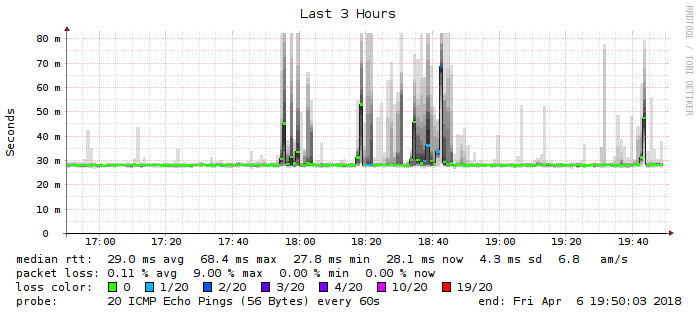 Last 3 Hours
RRDTOOL / TOBI OETIKER
Seconds
80 m
70 m
60 m
50 m
40 m
30 m
20 m
10 m
0
17:00 17:20 17:40 18:00 18:20 18:40 19:00 19:20 19:40
median rtt: 29.0 ms avg 68.4 ms max 27.8 ms min 28.1 ms now 4.3 ms sd 6.8 am/s
packet loss: 0.11 % avg 9.00 % max 0.00 % min 0.00 % now
loss color: 0 1/20 2/20 3/20 4/20 10/20 19/20
probe: 20 ICMP Echo Pings (56 Bytes) every 60s end: Fri Apr 6 19:50:03 2018